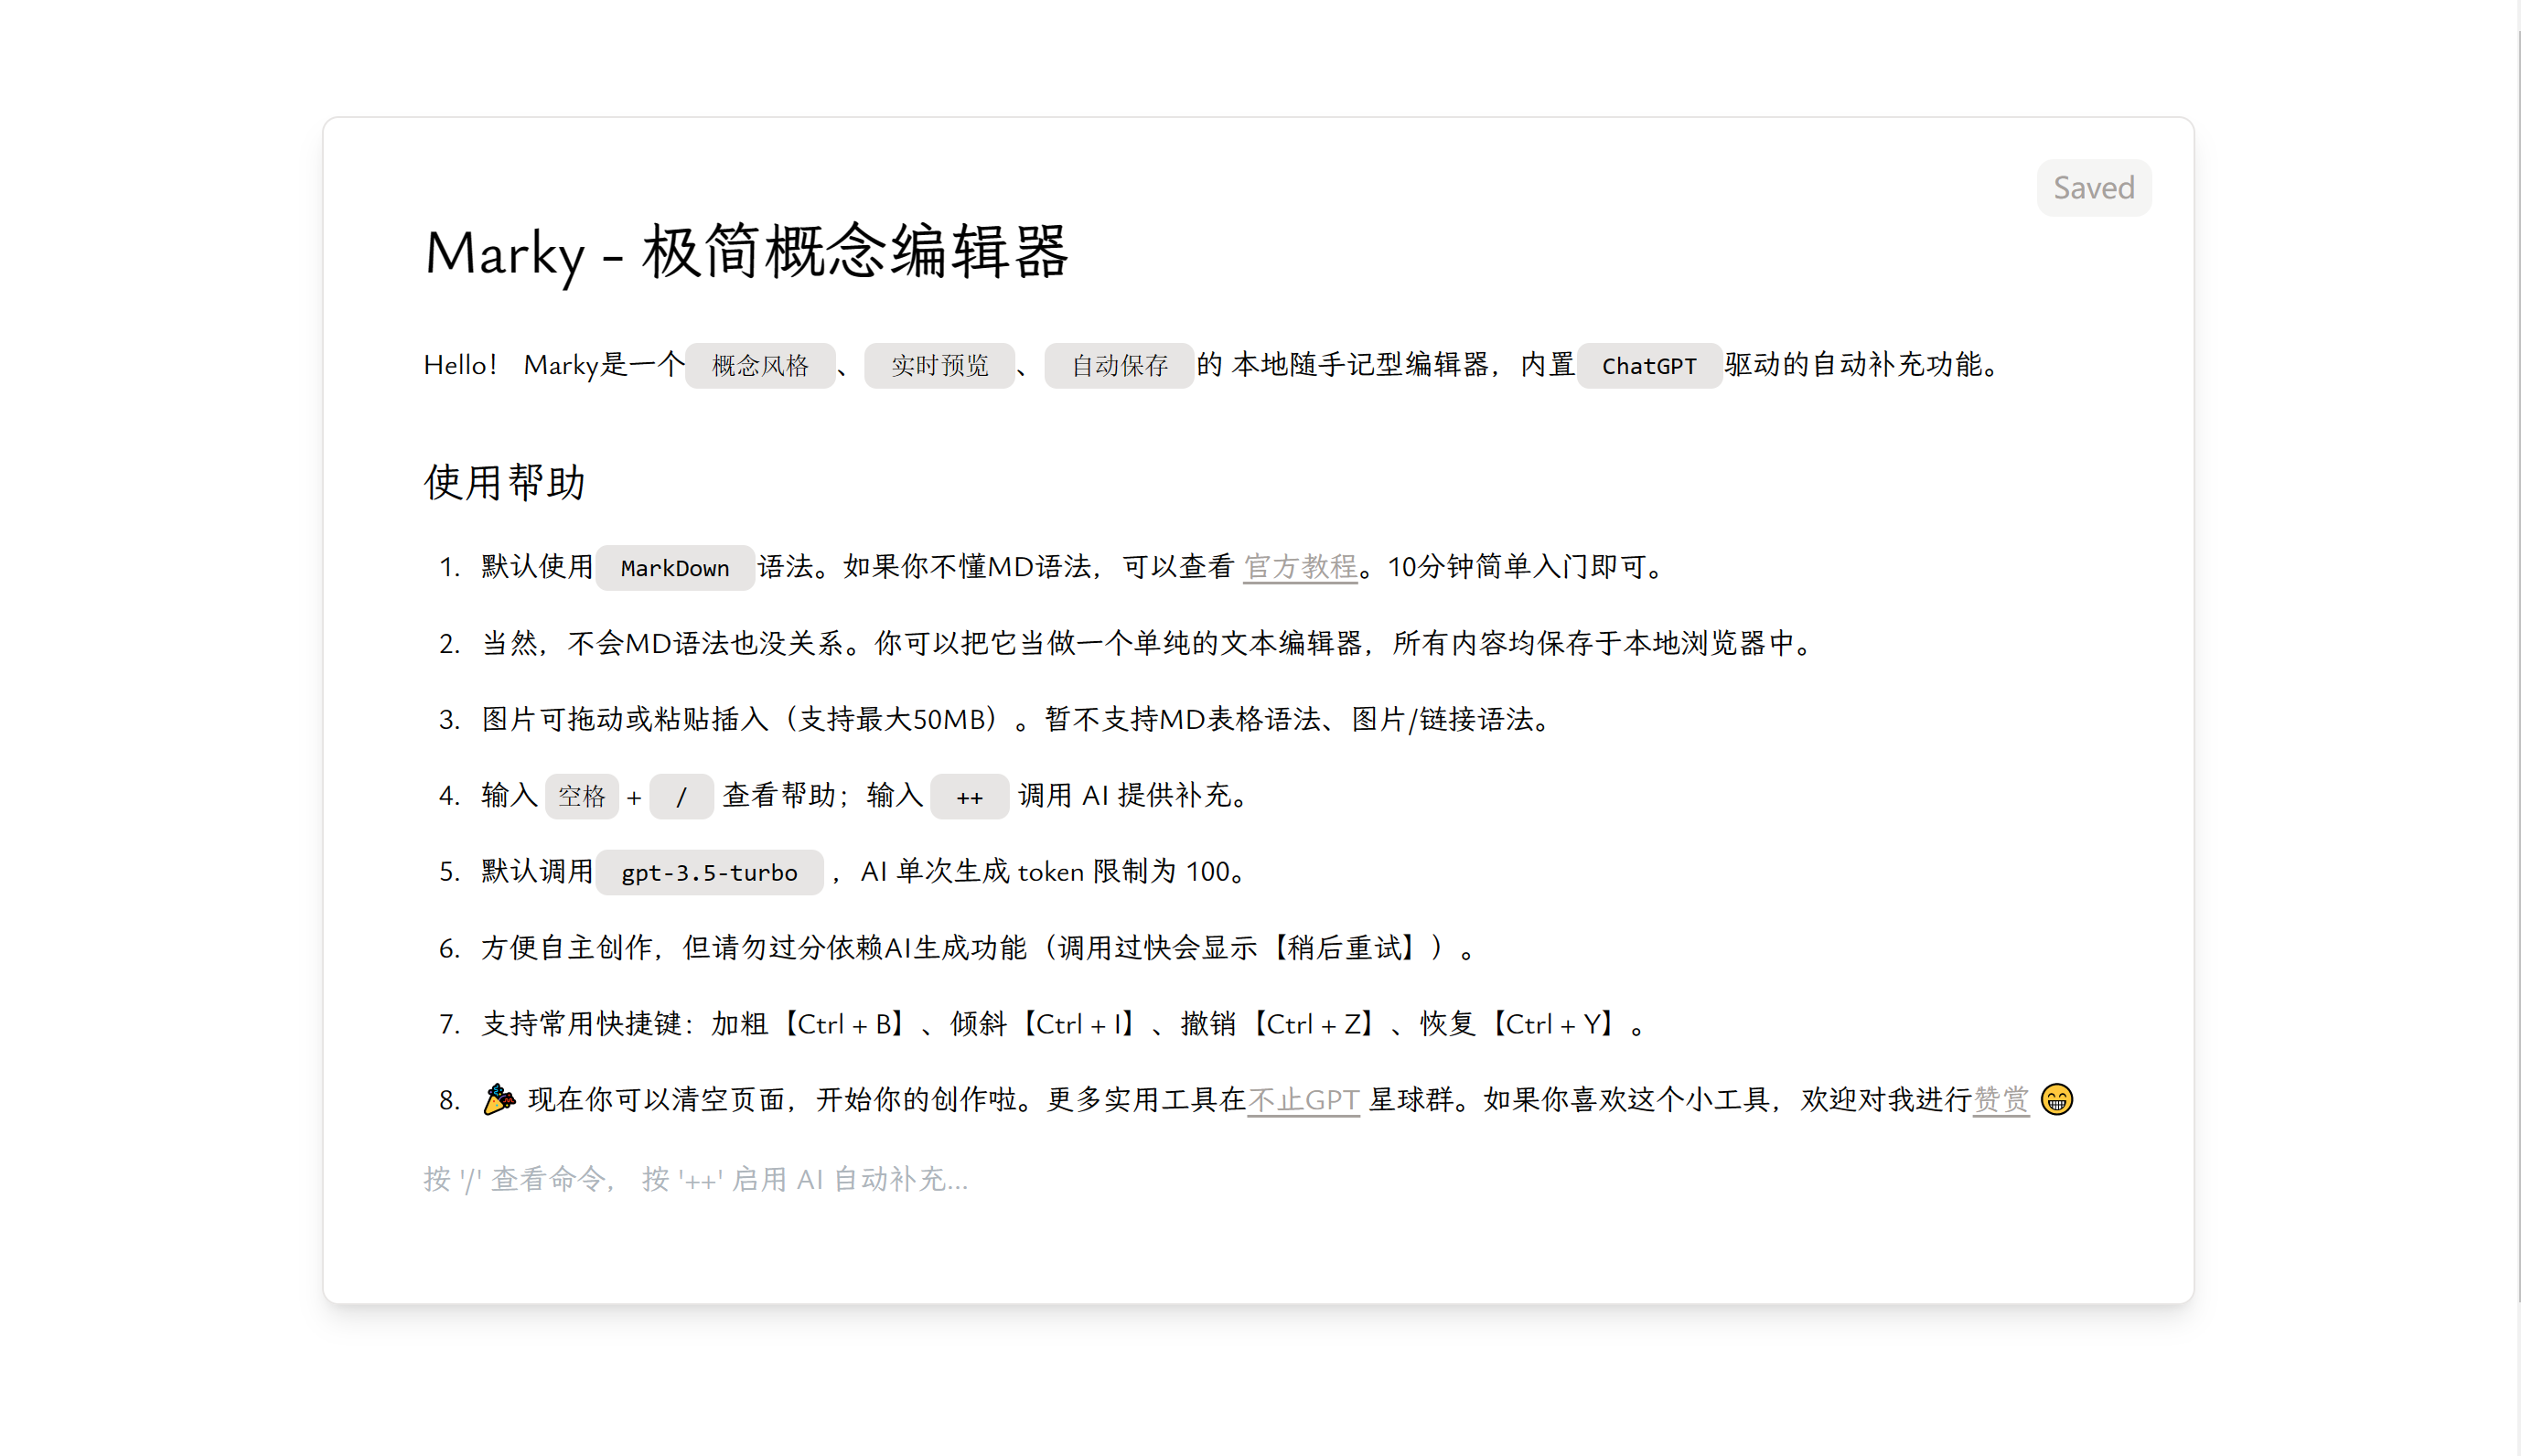 Saved
Marky - 极简概念编辑器
Hello！ Marky是一个 概念风格 、 实时预览 、 自动保存 的 本地随手记型编辑器，内置 ChatGPT 驱动的自动补充功能。
使用帮助
1. 默认使用 MarkDown 语法。如果你不懂MD语法，可以查看 官方教程。10分钟简单入门即可。
2. 当然，不会MD语法也没关系。你可以把它当做一个单纯的文本编辑器，所有内容均保存于本地浏览器中。
3. 图片可拖动或粘贴插入（支持最大50MB）。暂不支持MD表格语法、图片/链接语法。
4. 输入 空格 + / 查看帮助；输入 ++ 调用 AI 提供补充。
5. 默认调用 gpt-3.5-turbo ，AI 单次生成 token 限制为 100。
6. 方便自主创作，但请勿过分依赖AI生成功能（调用过快会显示【稍后重试】）。
7. 支持常用快捷键：加粗【Ctrl + B】、倾斜【Ctrl + I】、撤销【Ctrl + Z】、恢复【Ctrl + Y】。
8. 🎉 现在你可以清空页面，开始你的创作啦。更多实用工具在不止GPT 星球群。如果你喜欢这个小工具，欢迎对我进行赞赏 😁
按 '/' 查看命令， 按 '++' 启用 AI 自动补充...